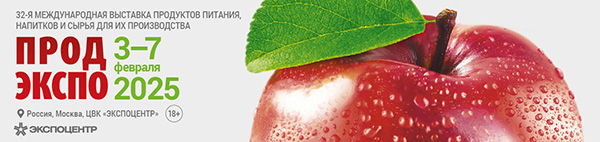 32-Я МЕЖДУНАРОДНАЯ ВЫСТАВКА ПРОДУКТОВ ПИТАНИЯ,
НАПИТКОВ И СЫРЬЯ ДЛЯ ИХ ПРОИЗВОДСТВА
ПРОД
ЭКСПО
3–7
февраля
2025
Россия, Москва, ЦВК «ЭКСПОЦЕНТР»
18+
ЭКСПОЦЕНТР